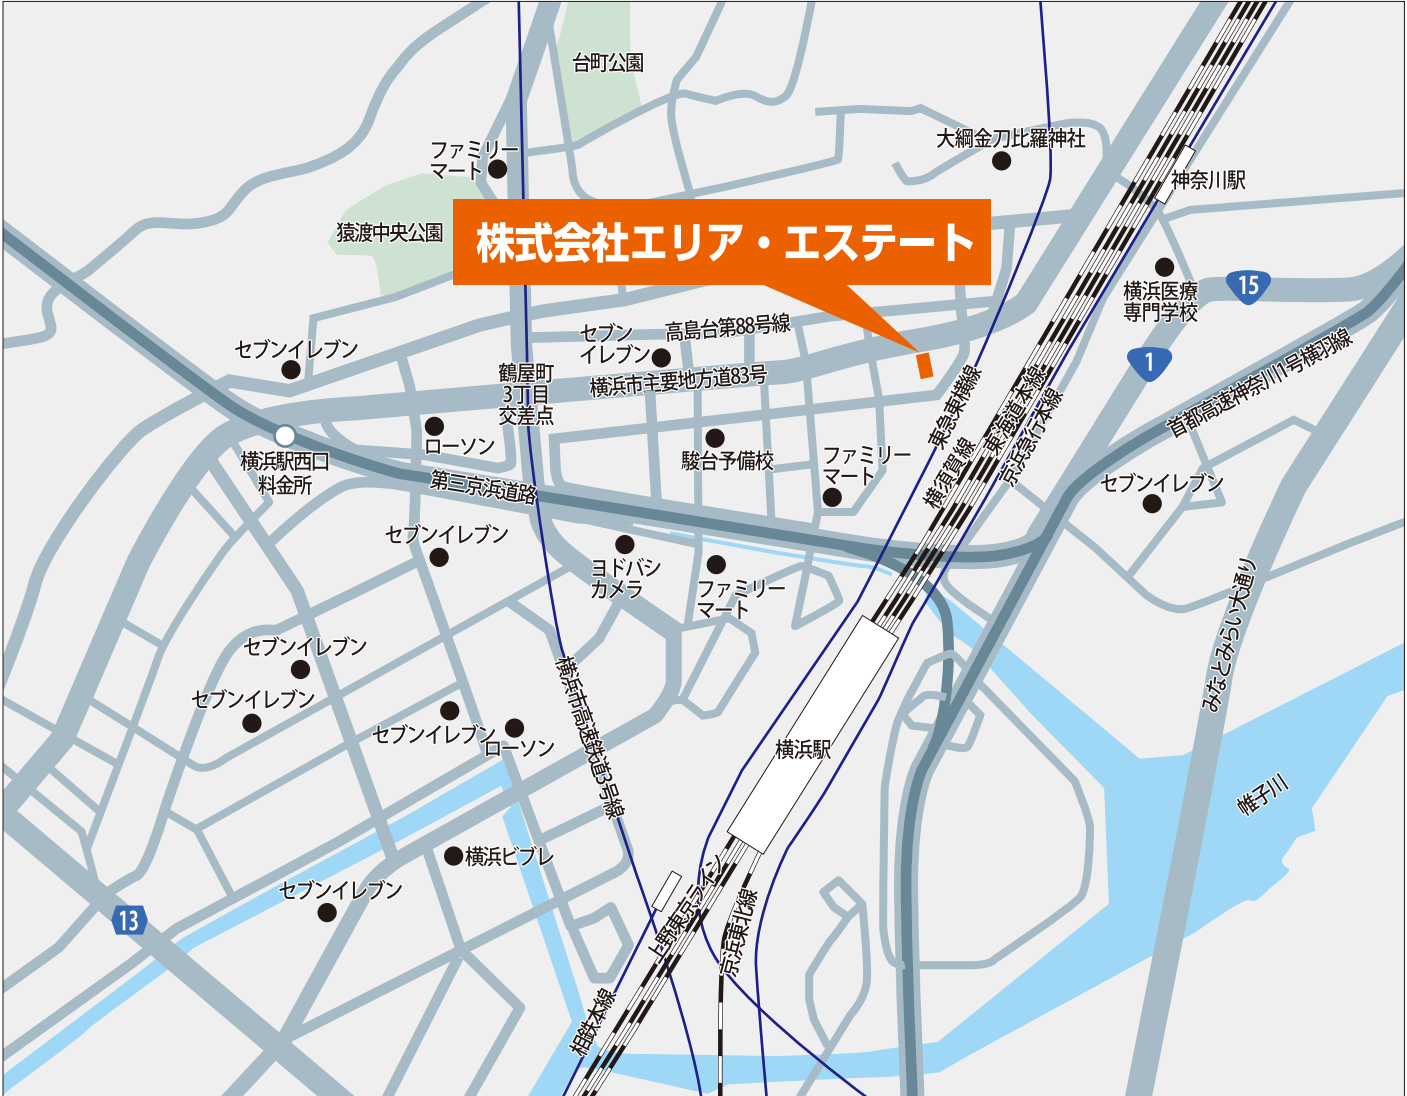 台町公園
ファミリー
マート
大綱金刀比羅神社
神奈川駅
猿渡中央公園
株式会社エリア・エステート
横浜医療
専門学校
15
セブンイレブン
セブン
イレブン
高島台第88号線
横浜市主要地方道83号
鶴屋町
3丁目
交差点
1
首都高速神奈川1号横羽線
東急東横線
東海道本線
京浜急行本線
横須賀線
ローソン
横浜駅西口
料金所
駿台予備校
ファミリー
マート
第三京浜道路
セブンイレブン
セブンイレブン
ヨドバシ
カメラ
ファミリー
マート
みなとみらい大通り
セブンイレブン
セブンイレブン
セブンイレブン
ローソン
横浜市高速鉄道3号線
横浜駅
帷子川
横浜ビブレ
セブンイレブン
13
上野東京ライン
京浜東北線
相鉄本線